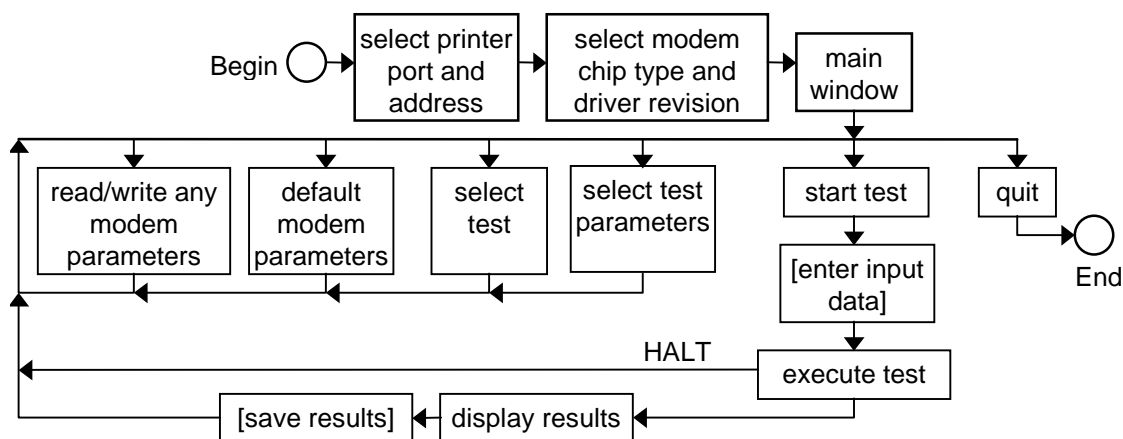 Begin
select printer
port and
address
select modem
chip type and
driver revision
main
window
read/write any
modem
parameters
default
modem
parameters
select
test
select test
parameters
start test
quit
End
[enter input
data]
HALT
execute test
[save results]
display results